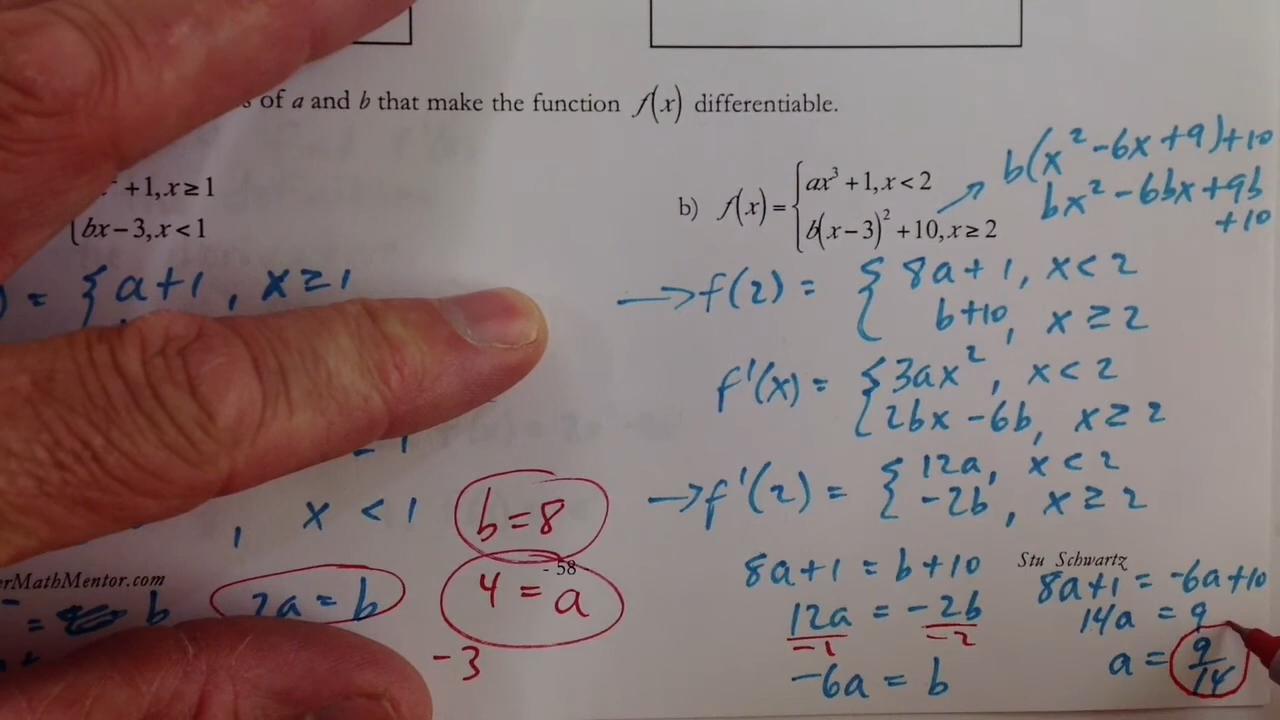 of a and b that make the function f(x) differentiable.
+1, x ≥ 1
bx − 3, x < 1
= { a+1 , x ≥ 1
- 1
, x < 1
b = 8
4 = a
2a = b
= b
-3
erMathMentor.com
- 58 -
Stu Schwartz
b) f(x) = { ax³ + 1, x < 2
b(x − 3)² + 10, x ≥ 2
b(x² - 6x + 9) + 10
bx² - 6bx + 9b
+ 10
→ f(2) = { 8a + 1, x < 2
b + 10, x ≥ 2
f'(x) = { 3ax², x < 2
2bx - 6b, x ≥ 2
→ f'(2) = { 12a, x < 2
-2b, x ≥ 2
8a + 1 = b + 10
12a = -2b
-1 -2
-6a = b
8a + 1 = -6a + 10
14a = 9
a = 9/14